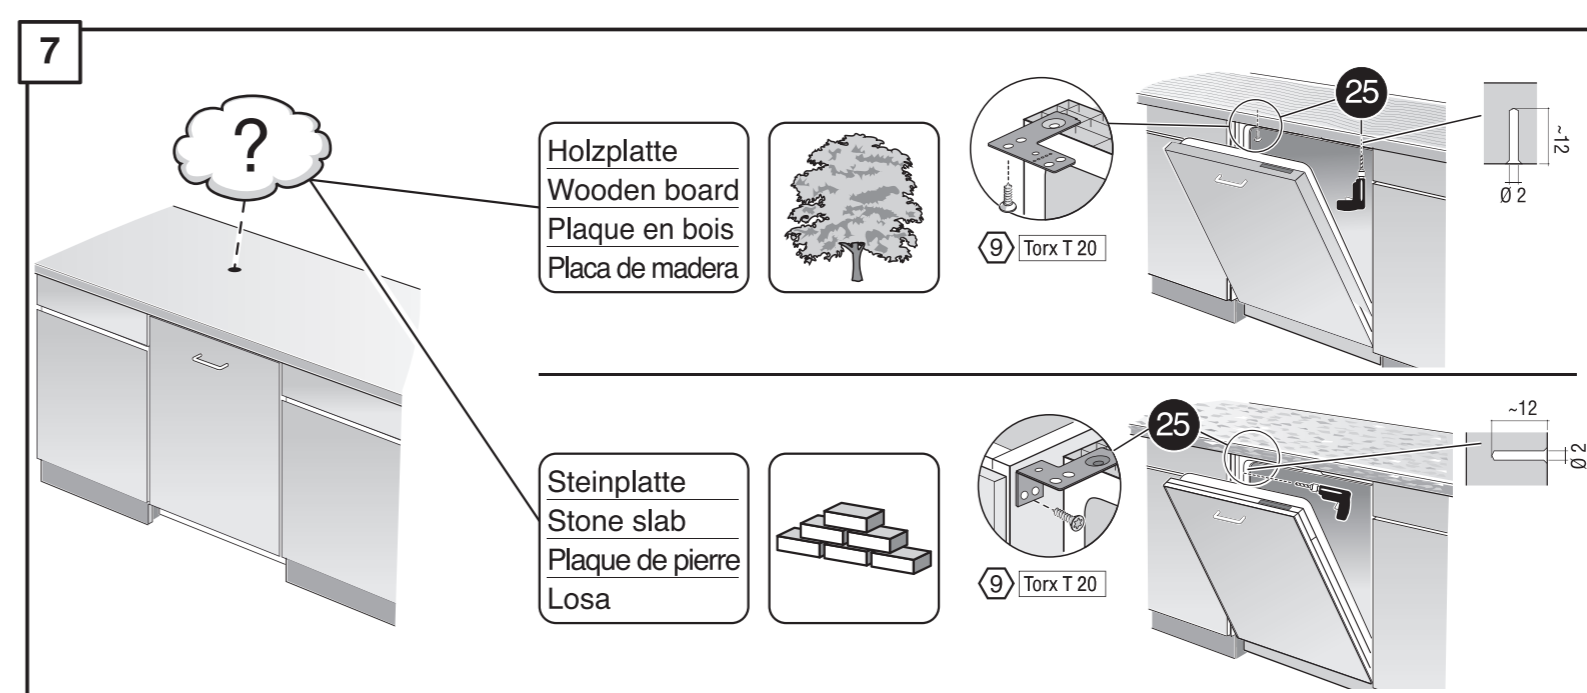 7
?
Holzplatte
Wooden board
Plaque en bois
Placa de madera
9 Torx T 20
25
~12
Ø 2
Steinplatte
Stone slab
Plaque de pierre
Losa
9 Torx T 20
25
~12
Ø 2